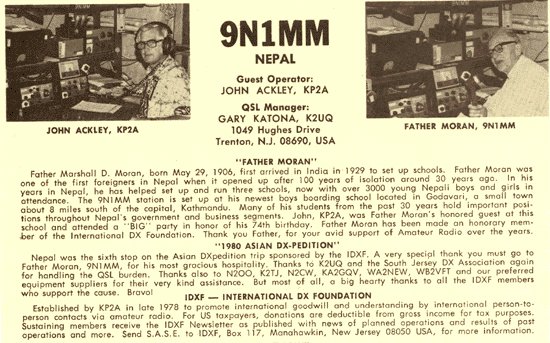 9N1MM
NEPAL
Guest Operator:
JOHN ACKLEY, KP2A
QSL Manager:
GARY KATONA, K2UQ
1049 Hughes Drive
Trenton, N.J. 08690, USA
JOHN ACKLEY, KP2A
FATHER MORAN, 9N1MM
"FATHER MORAN"
Father Marshall D. Moran, born May 29, 1906, first arrived in India in 1929 to set up schools. Father Moran was
one of the first foreigners in Nepal when it opened up after 100 years of isolation around 30 years ago. In his
years in Nepal, he has helped set up and run three schools, now with over 3000 young Nepali boys and girls in
attendance. The 9N1MM station is set up at his newest boys boarding school located in Godavari, a small town
about 8 miles south of the capital, Kathmandu. Many of his students from the past 30 years hold important posi-
tions throughout Nepal's government and business segments. John, KP2A, was Father Moran's honored guest at this
school and attended a "BIG" party in honor of his 74th birthday. Father Moran has been made an honorary mem-
ber of the International DX Foundation. Thank you Father, for your avid support of Amateur Radio over the years.
"1980 ASIAN DX-PEDITION"
Nepal was the sixth stop on the Asian DXpedition trip sponsored by the IDXF. A very special thank you must go to
Father Moran, 9N1MM, for his most gracious hospitality. Thanks to K2UQ and the South Jersey DX Association again
for handling the QSL burden. Thanks also to N2OO, K2TJ, N2CW, KA2GQV, WA2NEW, WB2VFT and our preferred
equipment suppliers for their very kind assistance. But most of all, a big hearty thanks to all the IDXF members
who support the cause. Bravo!
IDXF — INTERNATIONAL DX FOUNDATION
Established by KP2A in late 1978 to promote international goodwill and understanding by international person-to-
person contacts via amateur radio. For US taxpayers, donations are deductible from gross income for tax purposes.
Sustaining members receive the IDXF Newsletter as published with news of planned operations and results of past
operations and more. Send S.A.S.E. to IDXF, Box 117, Manahawkin, New Jersey 08050 USA, for more information.